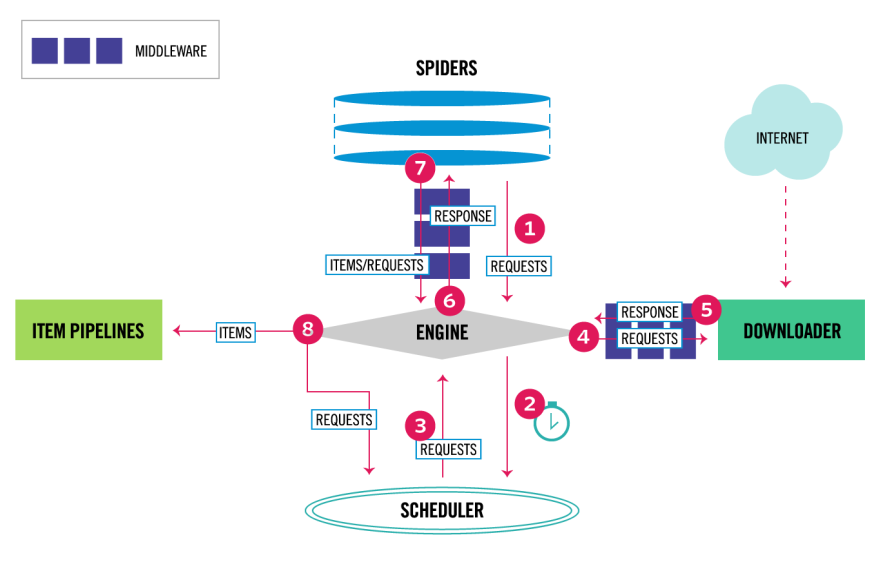 MIDDLEWARE
SPIDERS
INTERNET
7
RESPONSE
1
ITEMS/REQUESTS
REQUESTS
6
5
RESPONSE
8
ITEM PIPELINES
ITEMS
ENGINE
4
REQUESTS
DOWNLOADER
2
3
REQUESTS
REQUESTS
SCHEDULER